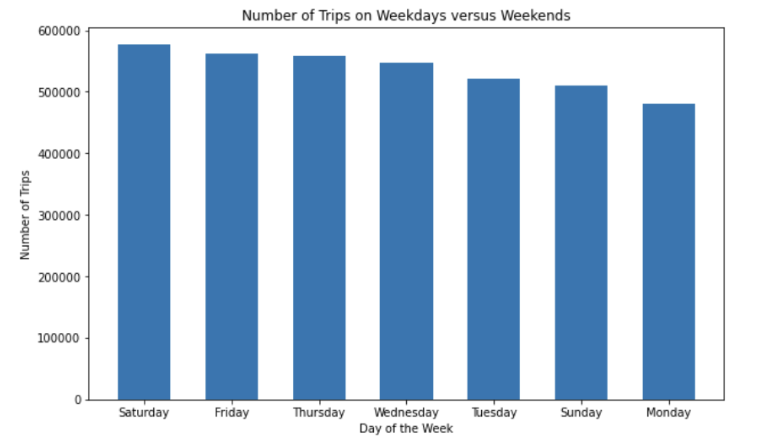 Number of Trips on Weekdays versus Weekends
600000
500000
400000
300000
200000
100000
0
Number of Trips
Saturday Friday Thursday Wednesday Tuesday Sunday Monday
Day of the Week